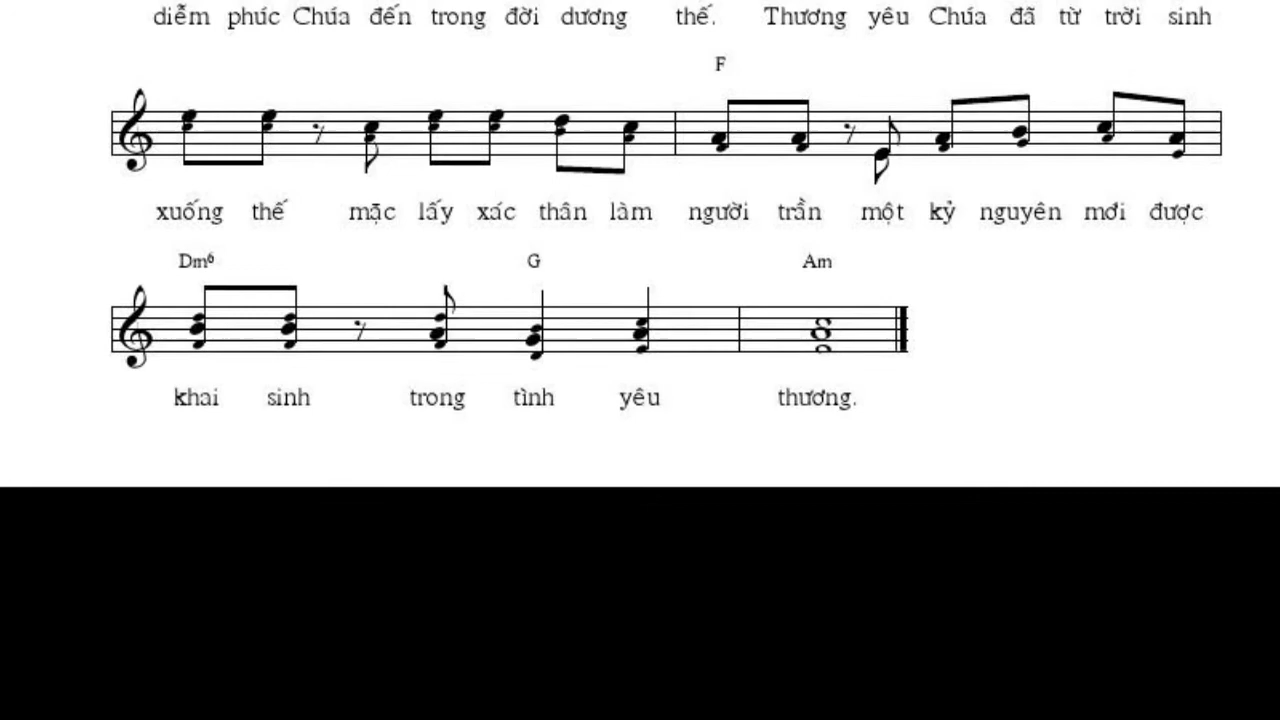 diễm phúc Chúa đến trong đời dương thế. Thương yêu Chúa đã từ trời sinh
F
xuống thế mặc lấy xác thân làm người trần một kỷ nguyên mới được
Dm6 G Am
khai sinh trong tình yêu thương.